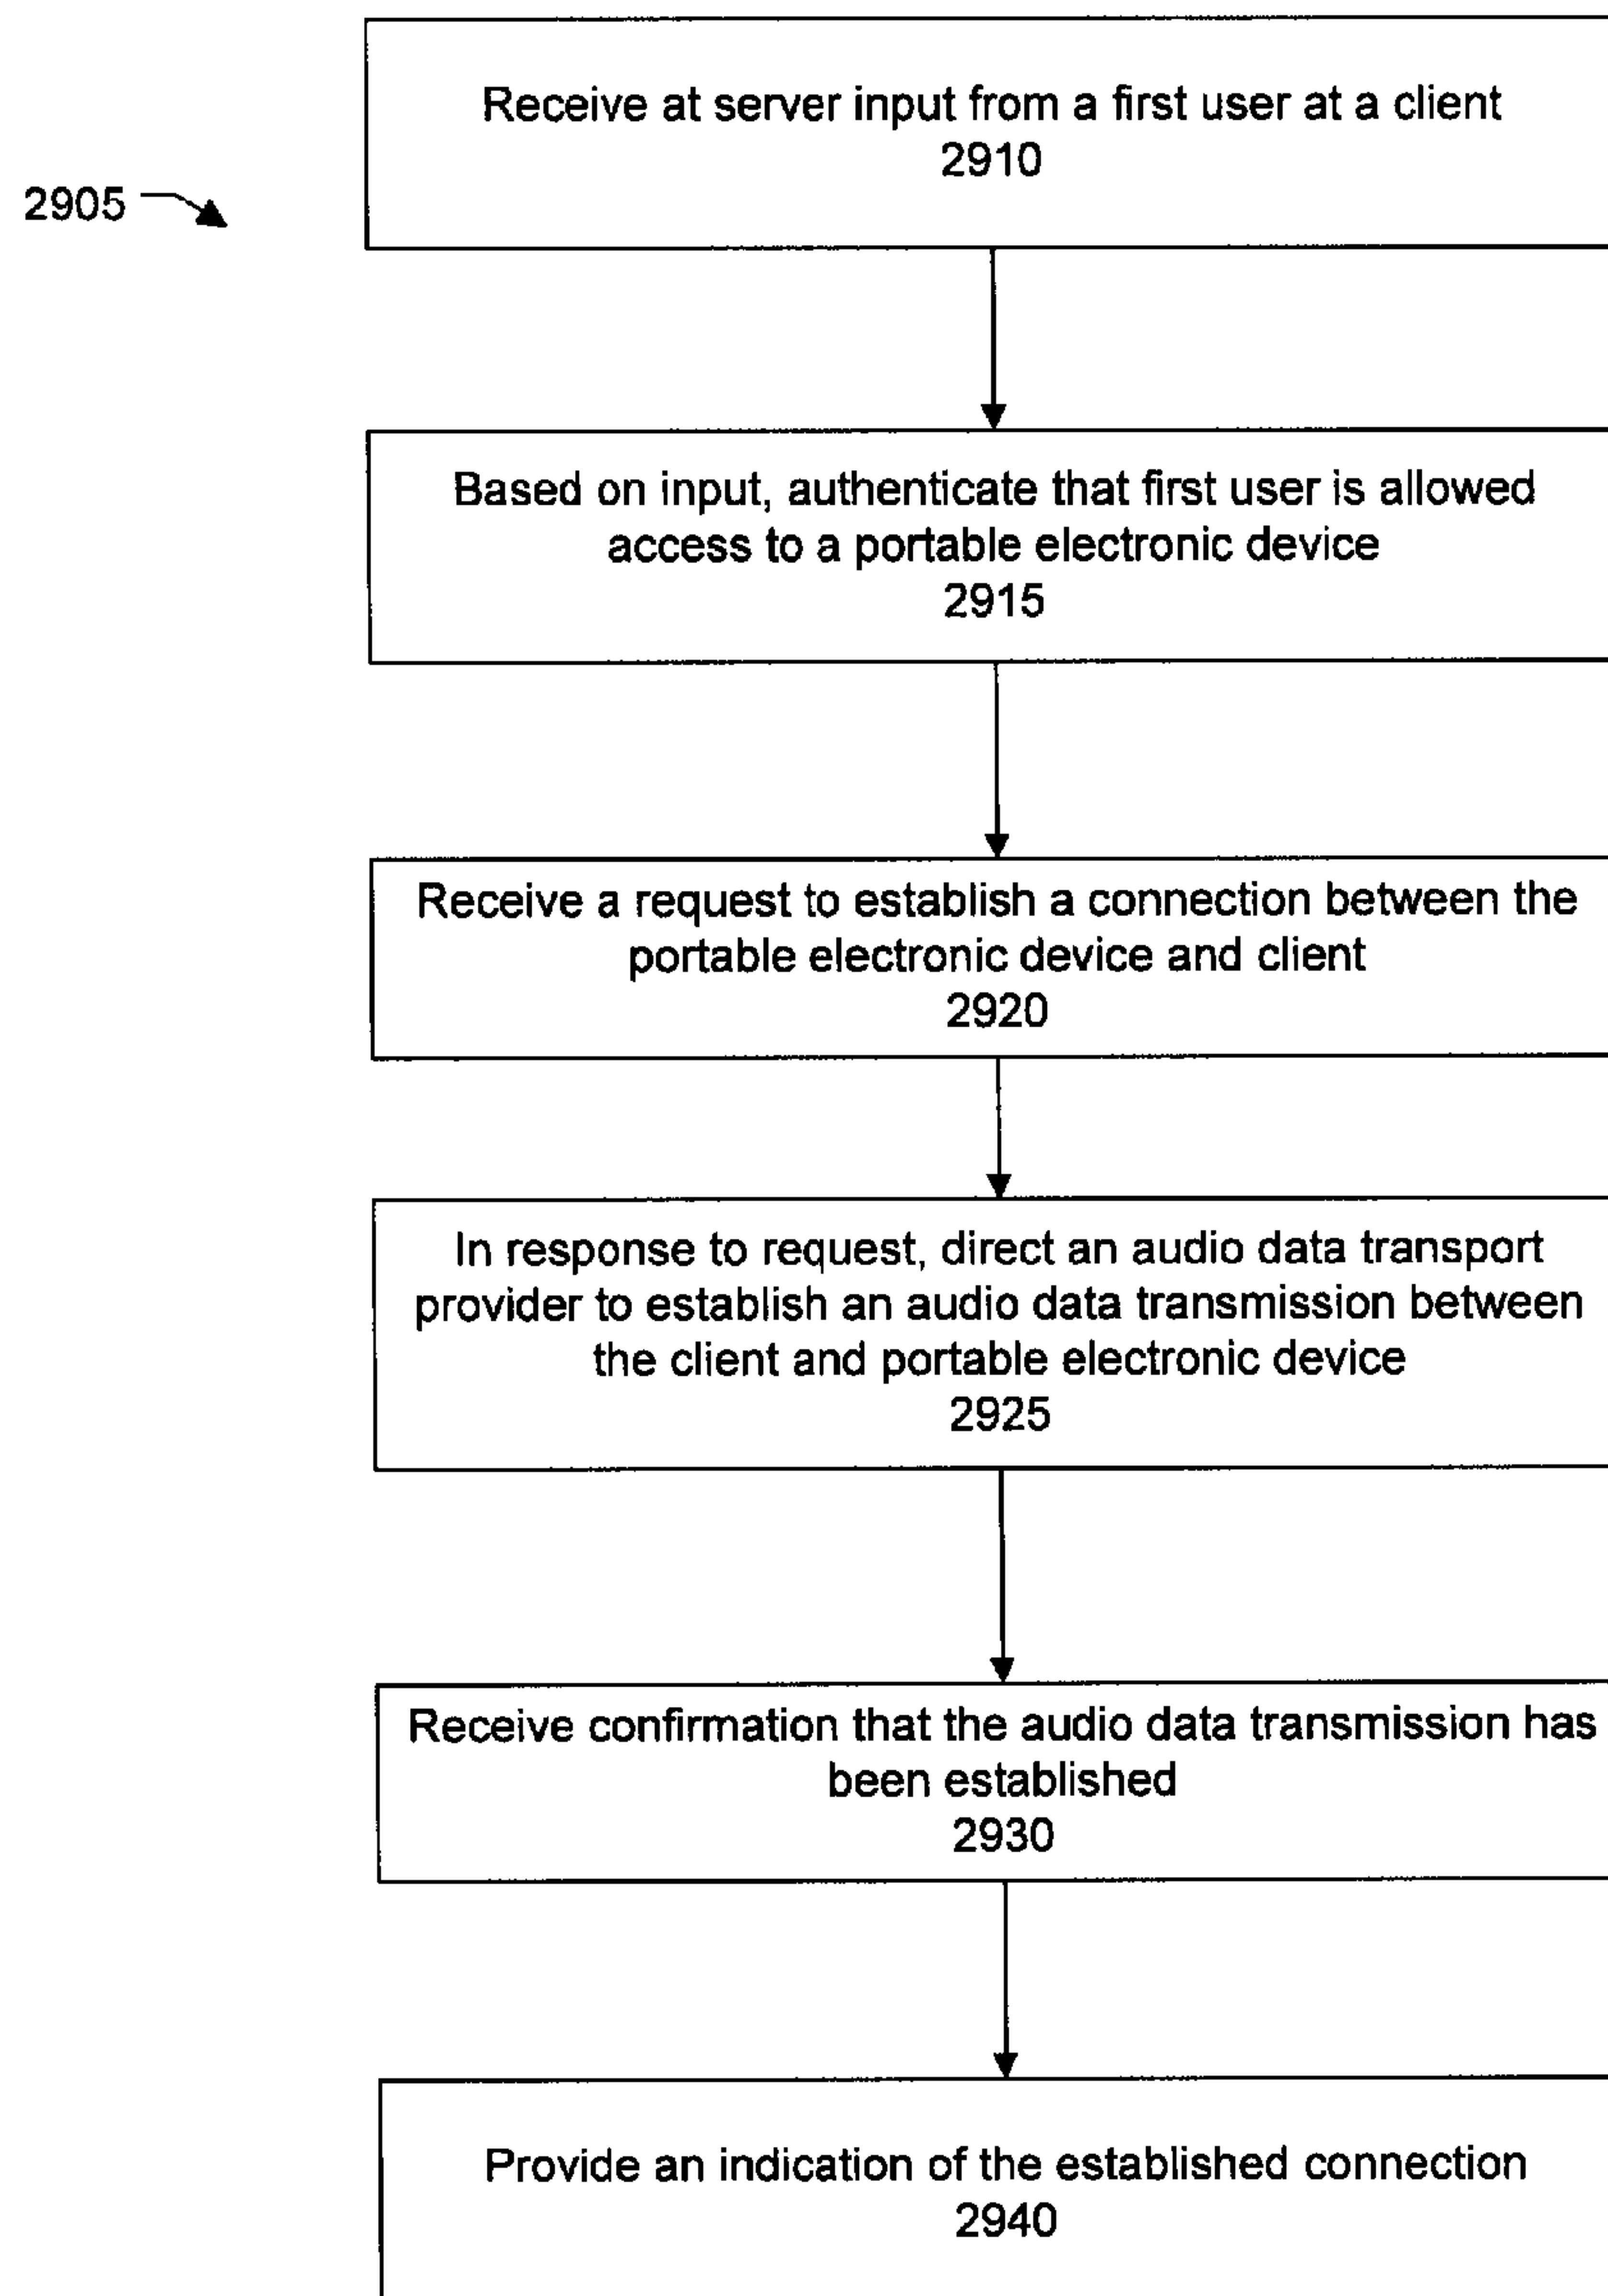 Receive at server input from a first user at a client
2910
2905
Based on input, authenticate that first user is allowed
access to a portable electronic device
2915
Receive a request to establish a connection between the
portable electronic device and client
2920
In response to request, direct an audio data transport
provider to establish an audio data transmission between
the client and portable electronic device
2925
Receive confirmation that the audio data transmission has
been established
2930
Provide an indication of the established connection
2940